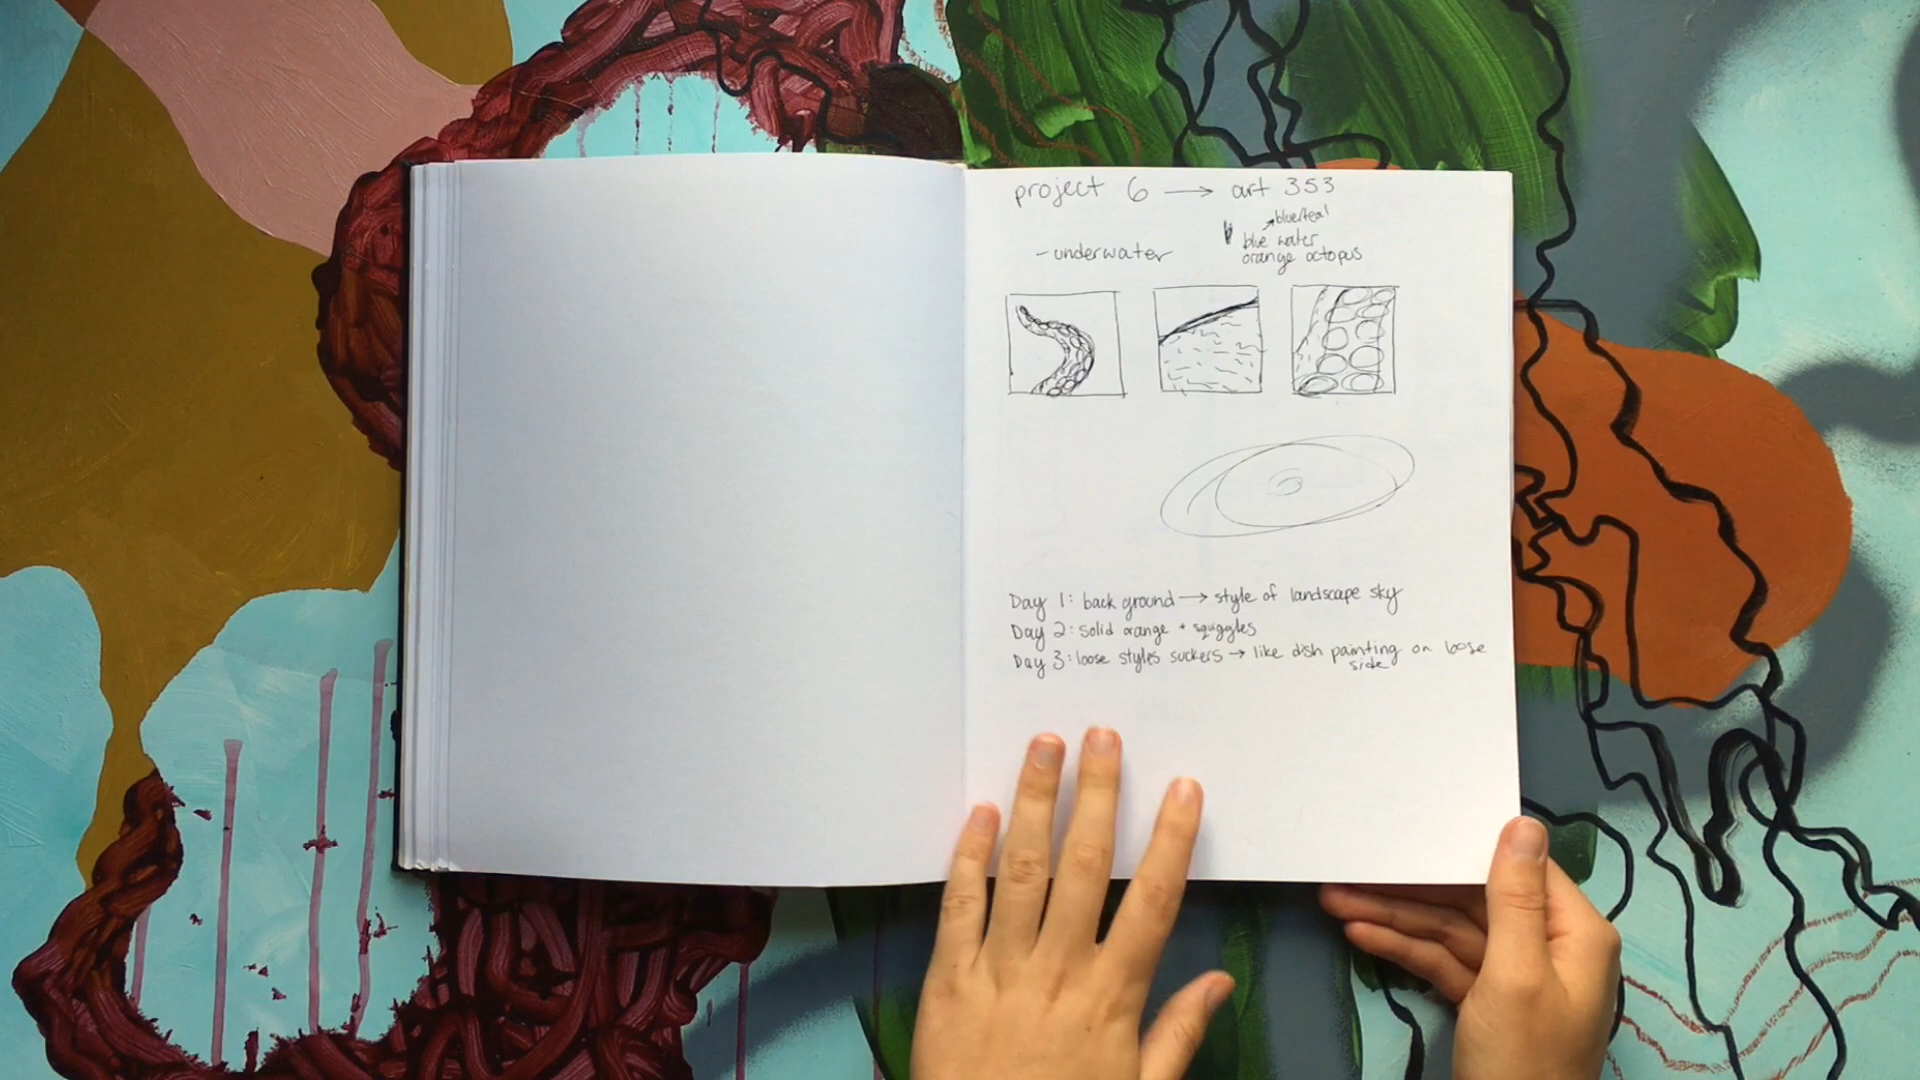 project 6 → art 353
→ blue/teal
- underwater
blue water
orange octopus
Day 1: back ground → style of landscape sky
Day 2: solid orange + squggles
Day 3: loose styles suckers → like dish painting on loose
side